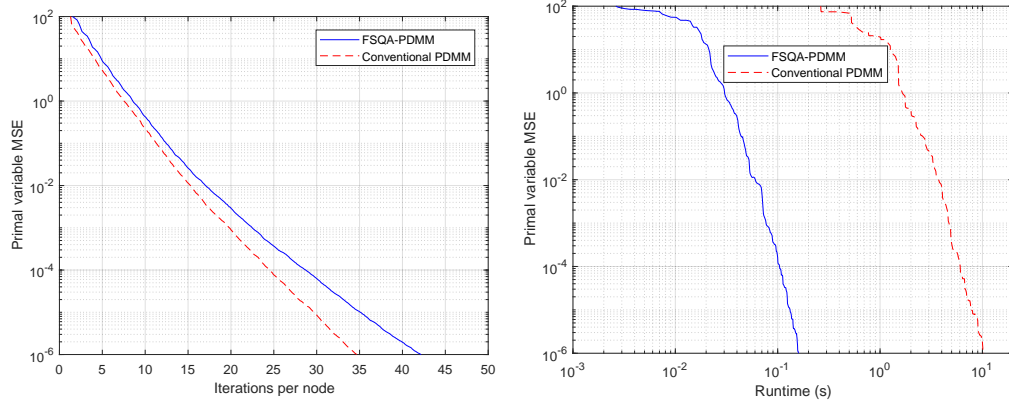 10^2
10^0
10^-2
10^-4
10^-6
Primal variable MSE
FSQA-PDMM
Conventional PDMM
0 5 10 15 20 25 30 35 40 45 50
Iterations per node
10^2
10^0
10^-2
10^-4
10^-6
Primal variable MSE
FSQA-PDMM
Conventional PDMM
10^-3 10^-2 10^-1 10^0 10^1
Runtime (s)